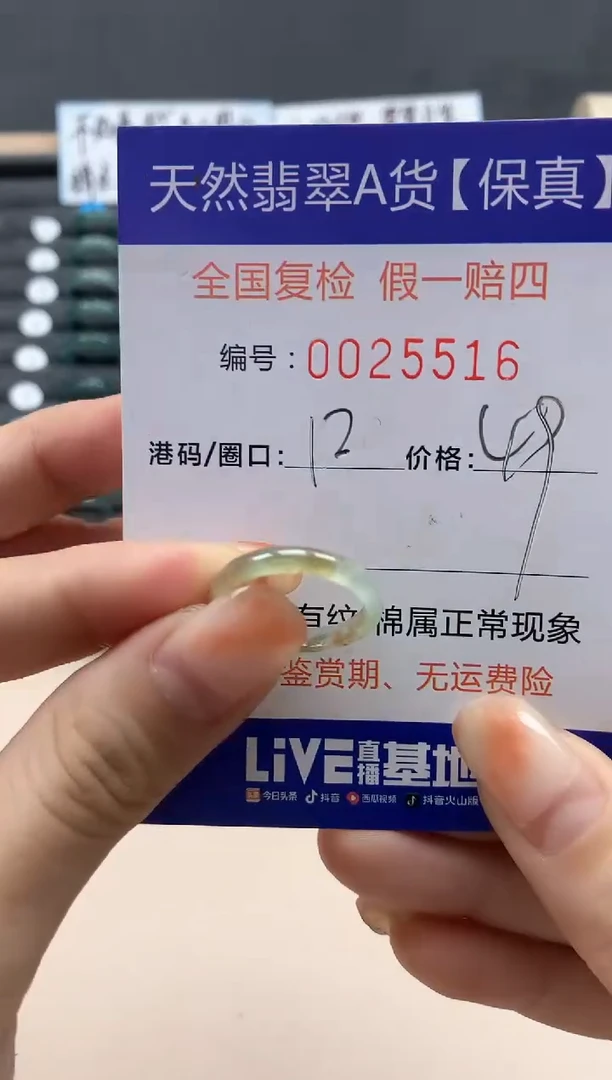 天然翡翠A货【保真】
全国复检 假一赔四
编号：0025516
港码/圈口：12 价格：49
有纹 棉属正常现象
鉴赏期、无运费险
LiVE直播基地
今日头条 抖音 西瓜视频 抖音火山版